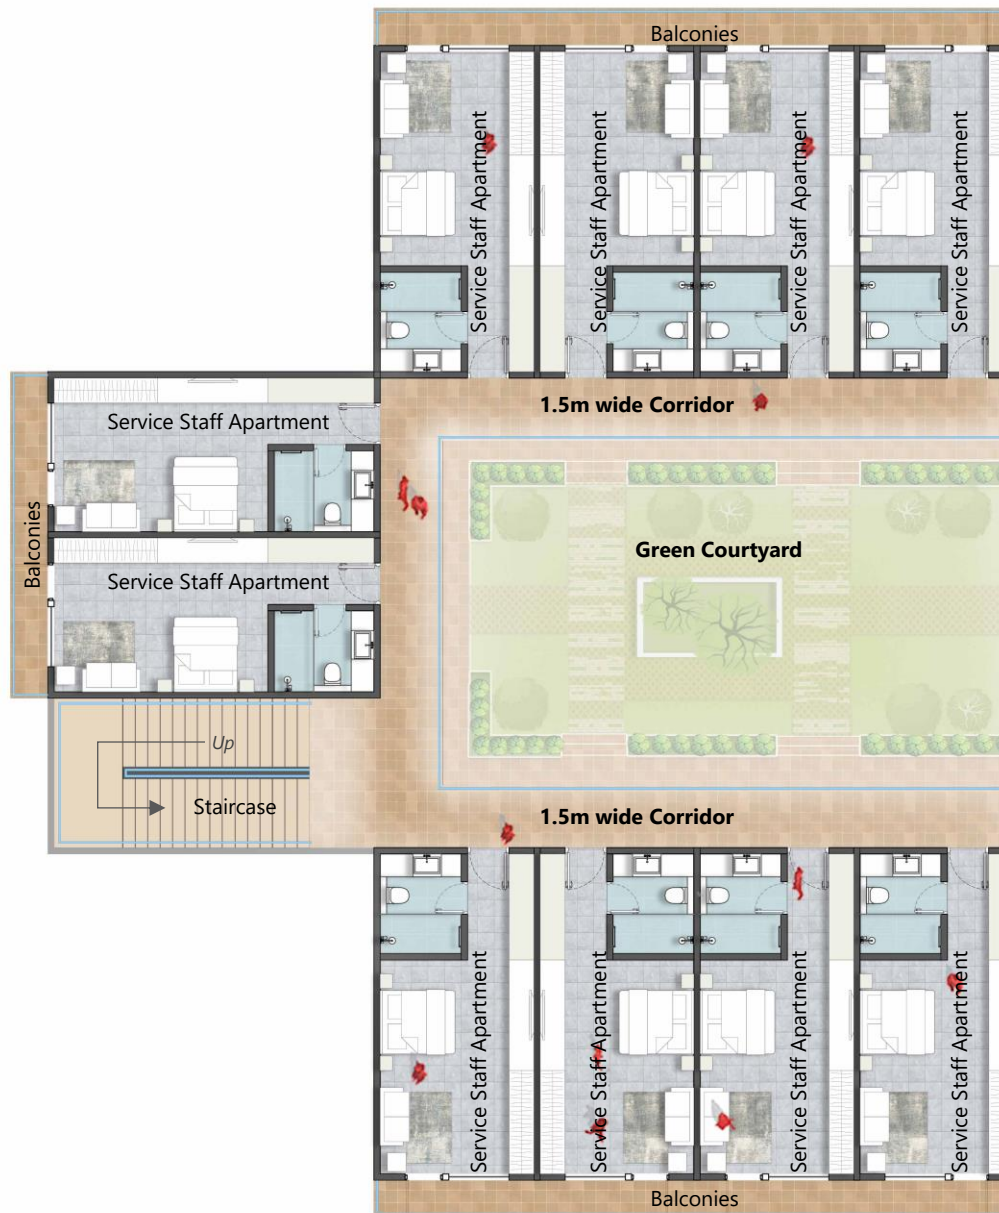 Balconies
Service Staff Apartment
Service Staff Apartment
Service Staff Apartment
Service Staff Apartment
1.5m wide Corridor
Service Staff Apartment
Green Courtyard
Balconies
Service Staff Apartment
Up
Staircase
1.5m wide Corridor
Service Staff Apartment
Service Staff Apartment
Service Staff Apartment
Service Staff Apartment
Balconies